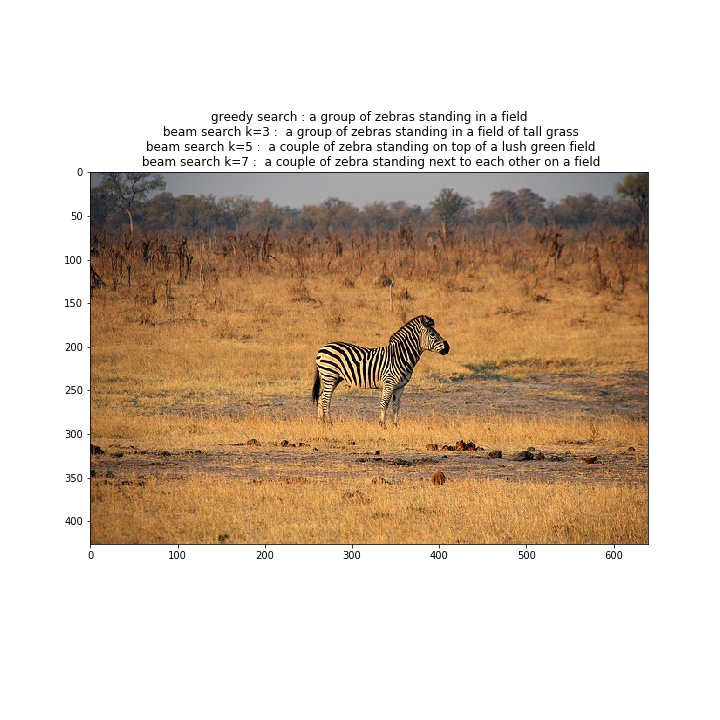 greedy search : a group of zebras standing in a field
beam search k=3 :  a group of zebras standing in a field of tall grass
beam search k=5 :  a couple of zebra standing on top of a lush green field
beam search k=7 :  a couple of zebra standing next to each other on a field
0
50
100
150
200
250
300
350
400
0 100 200 300 400 500 600